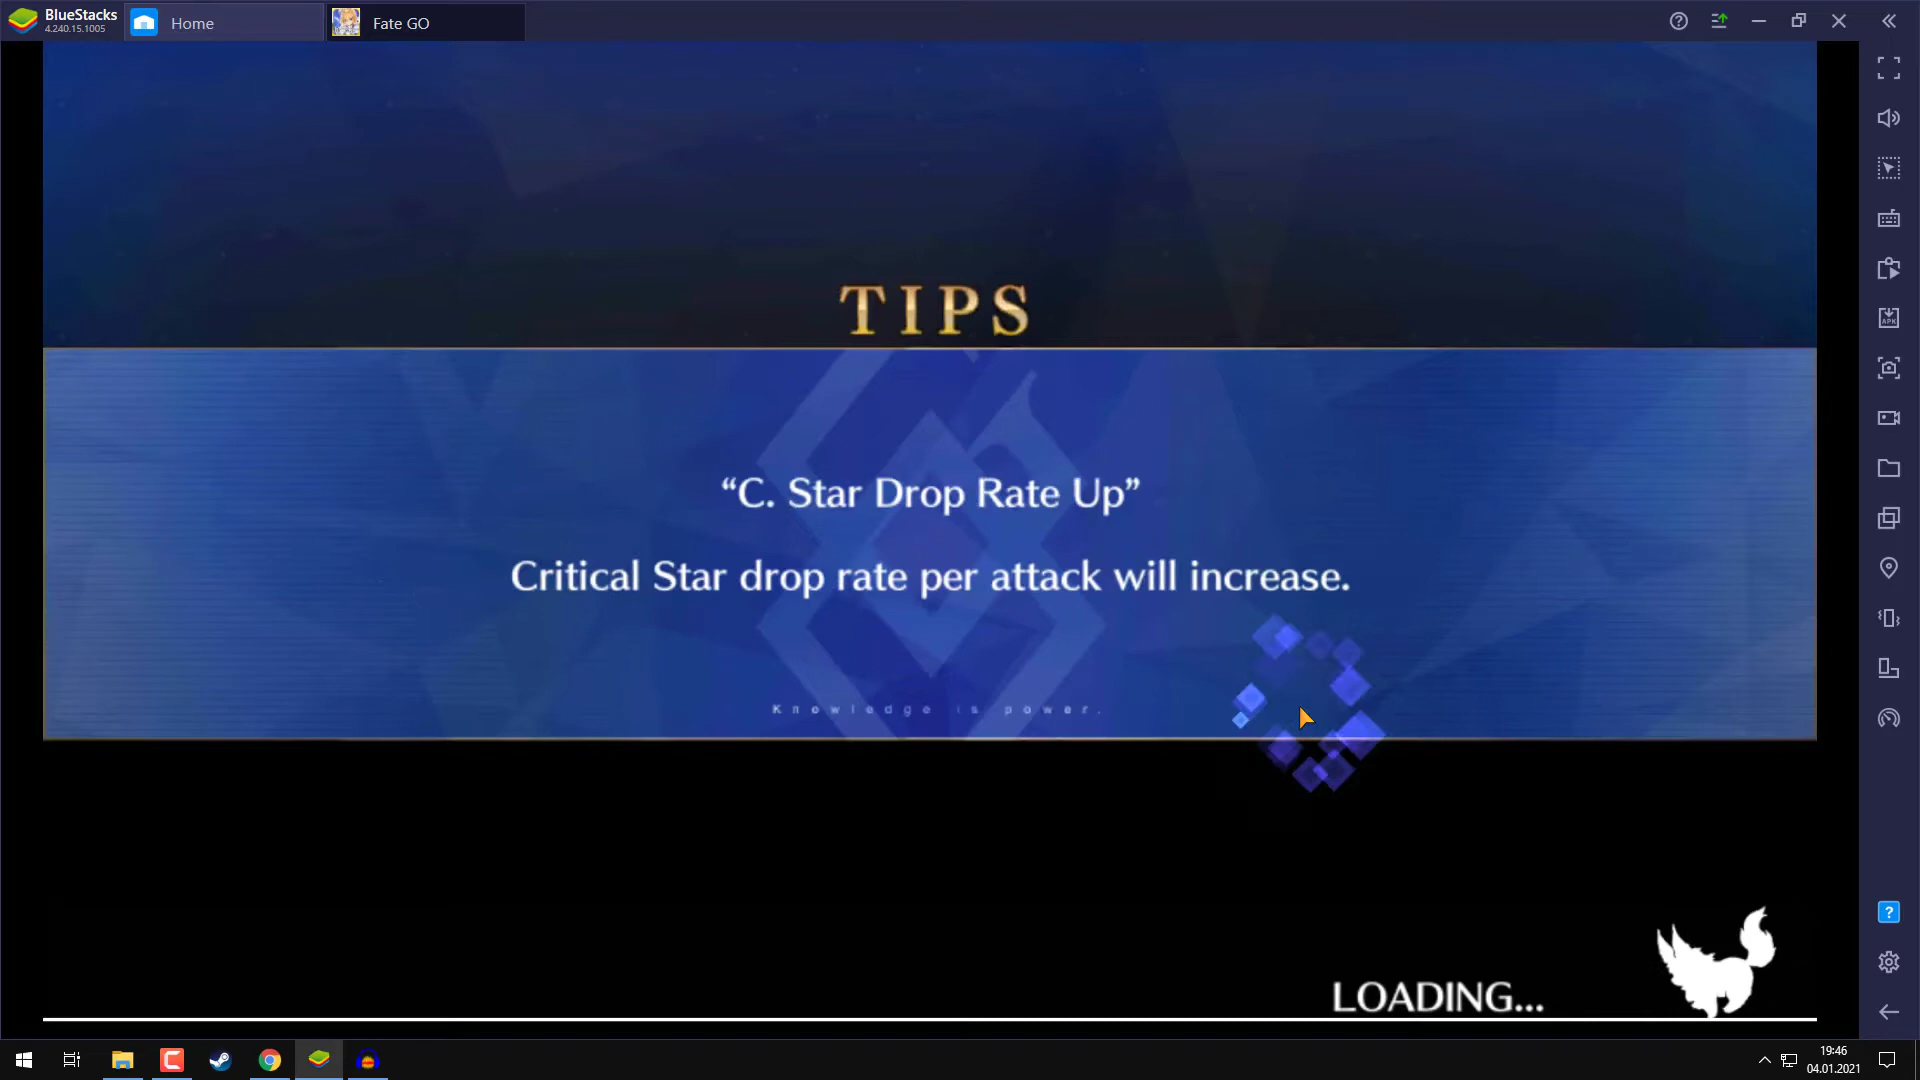 BlueStacks
4.240.15.1005
Home
Fate GO
TIPS
“C. Star Drop Rate Up”
Critical Star drop rate per attack will increase.
Knowledge is power.
LOADING...
APK
?
19:46
04.01.2021